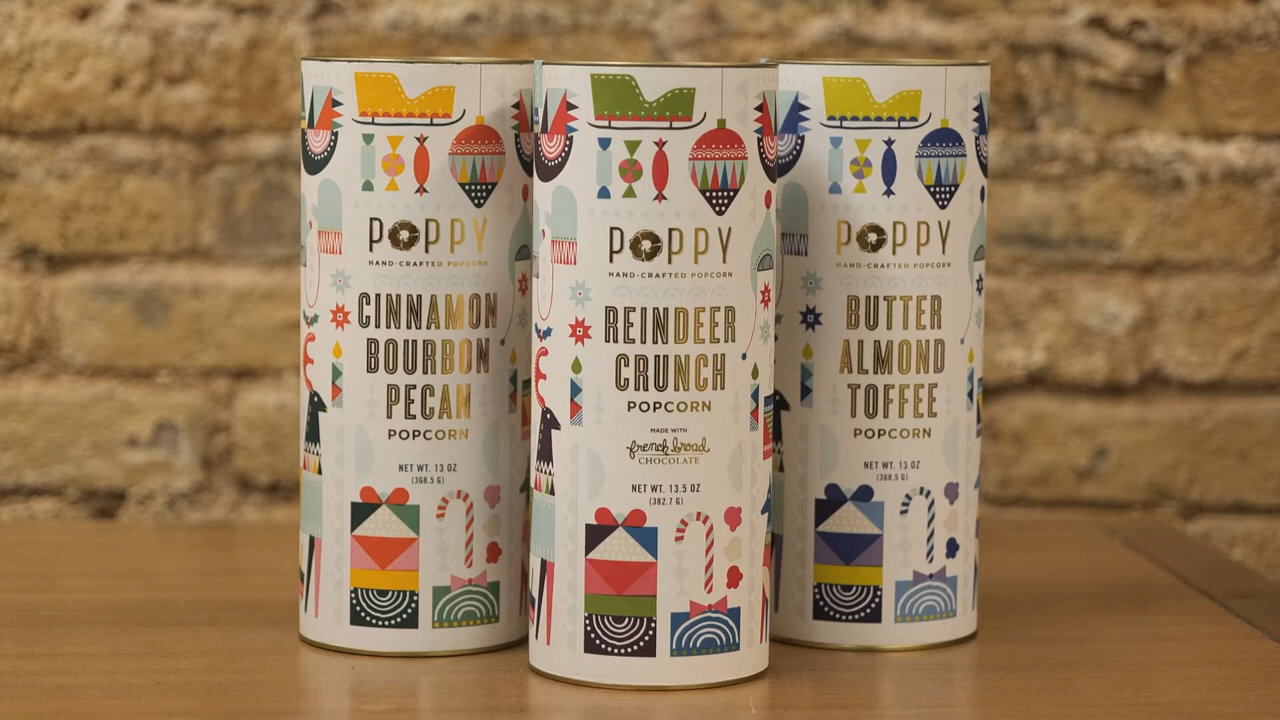 POPPY
HAND-CRAFTED POPCORN
CINNAMON
BOURBON
PECAN
POPCORN
NET WT. 13 OZ
(368.5 G)
POPPY
HAND-CRAFTED POPCORN
REINDEER
CRUNCH
POPCORN
MADE WITH
french broad
CHOCOLATE
NET WT. 13.5 OZ
(382.7 G)
POPPY
HAND-CRAFTED POPCORN
BUTTER
ALMOND
TOFFEE
POPCORN
NET WT. 13 OZ
(368.5 G)